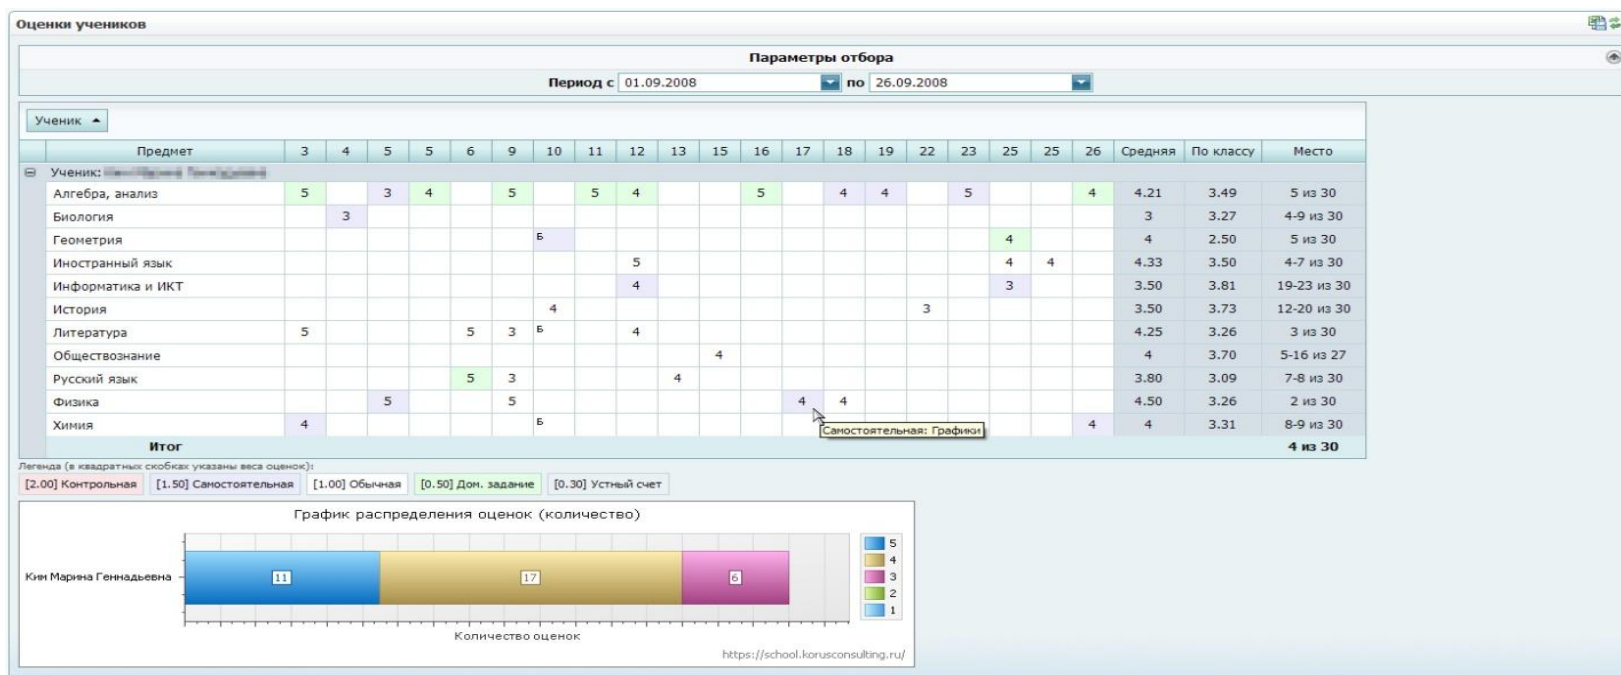 Оценки учеников
Параметры отбора
Период с 01.09.2008 по 26.09.2008
Ученик
Предмет 3 4 5 5 6 9 10 11 12 13 15 16 17 18 19 22 23 25 25 26 Средняя По классу Место
Ученик:
Алгебра, анализ 5 3 4 5 5 4 5 4 4 5 4 4.21 3.49 5 из 30
Биология 3 3 3.27 4-9 из 30
Геометрия Б 4 4 2.50 5 из 30
Иностранный язык 5 4 4 4.33 3.50 4-7 из 30
Информатика и ИКТ 4 3 3.50 3.81 19-23 из 30
История 4 3 3.50 3.73 12-20 из 30
Литература 5 5 3 Б 4 4.25 3.26 3 из 30
Обществознание 4 4 3.70 5-16 из 27
Русский язык 5 3 4 3.80 3.09 7-8 из 30
Физика 5 5 4 4 4.50 3.26 2 из 30
Самостоятельная: Графики
Химия 4 Б 4 4 3.31 8-9 из 30
Итог 4 из 30
Легенда (в квадратных скобках указаны веса оценок):
[2.00] Контрольная [1.50] Самостоятельная [1.00] Обычная [0.50] Дом. задание [0.30] Устный счет
График распределения оценок (количество)
Ким Марина Геннадьевна 11 17 6
5
4
3
2
1
Количество оценок
https://school.korusconsulting.ru/